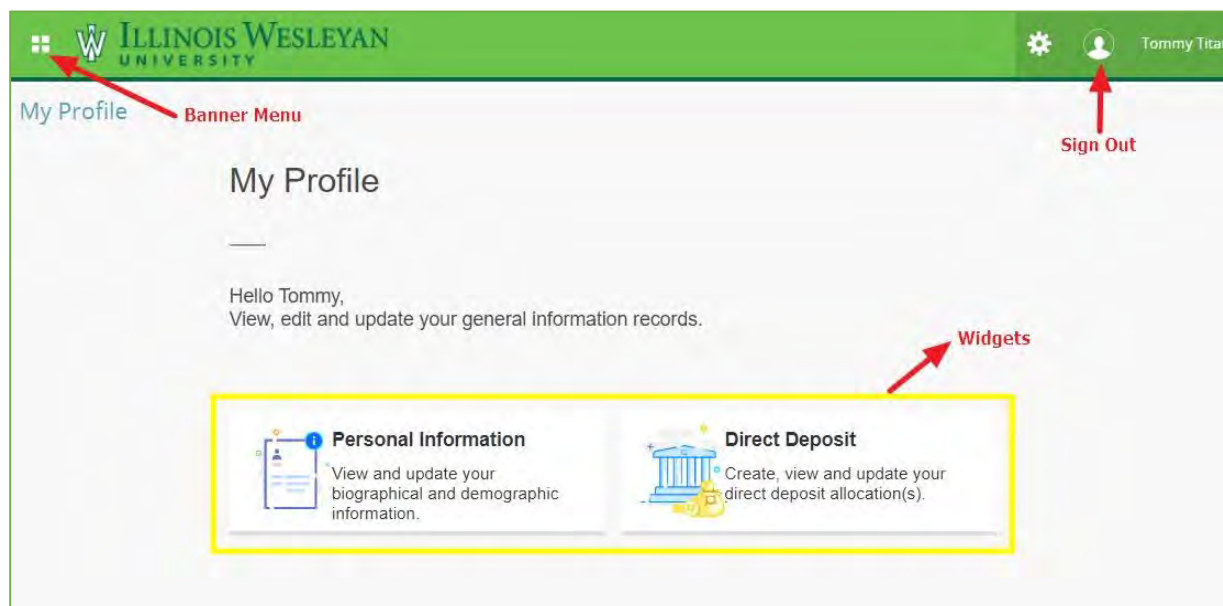 ILLINOIS WESLEYAN
UNIVERSITY
Tommy Tita
My Profile
Banner Menu
Sign Out
My Profile
Hello Tommy,
View, edit and update your general information records.
Widgets
Personal Information
View and update your
biographical and demographic
information.
Direct Deposit
Create, view and update your
direct deposit allocation(s).